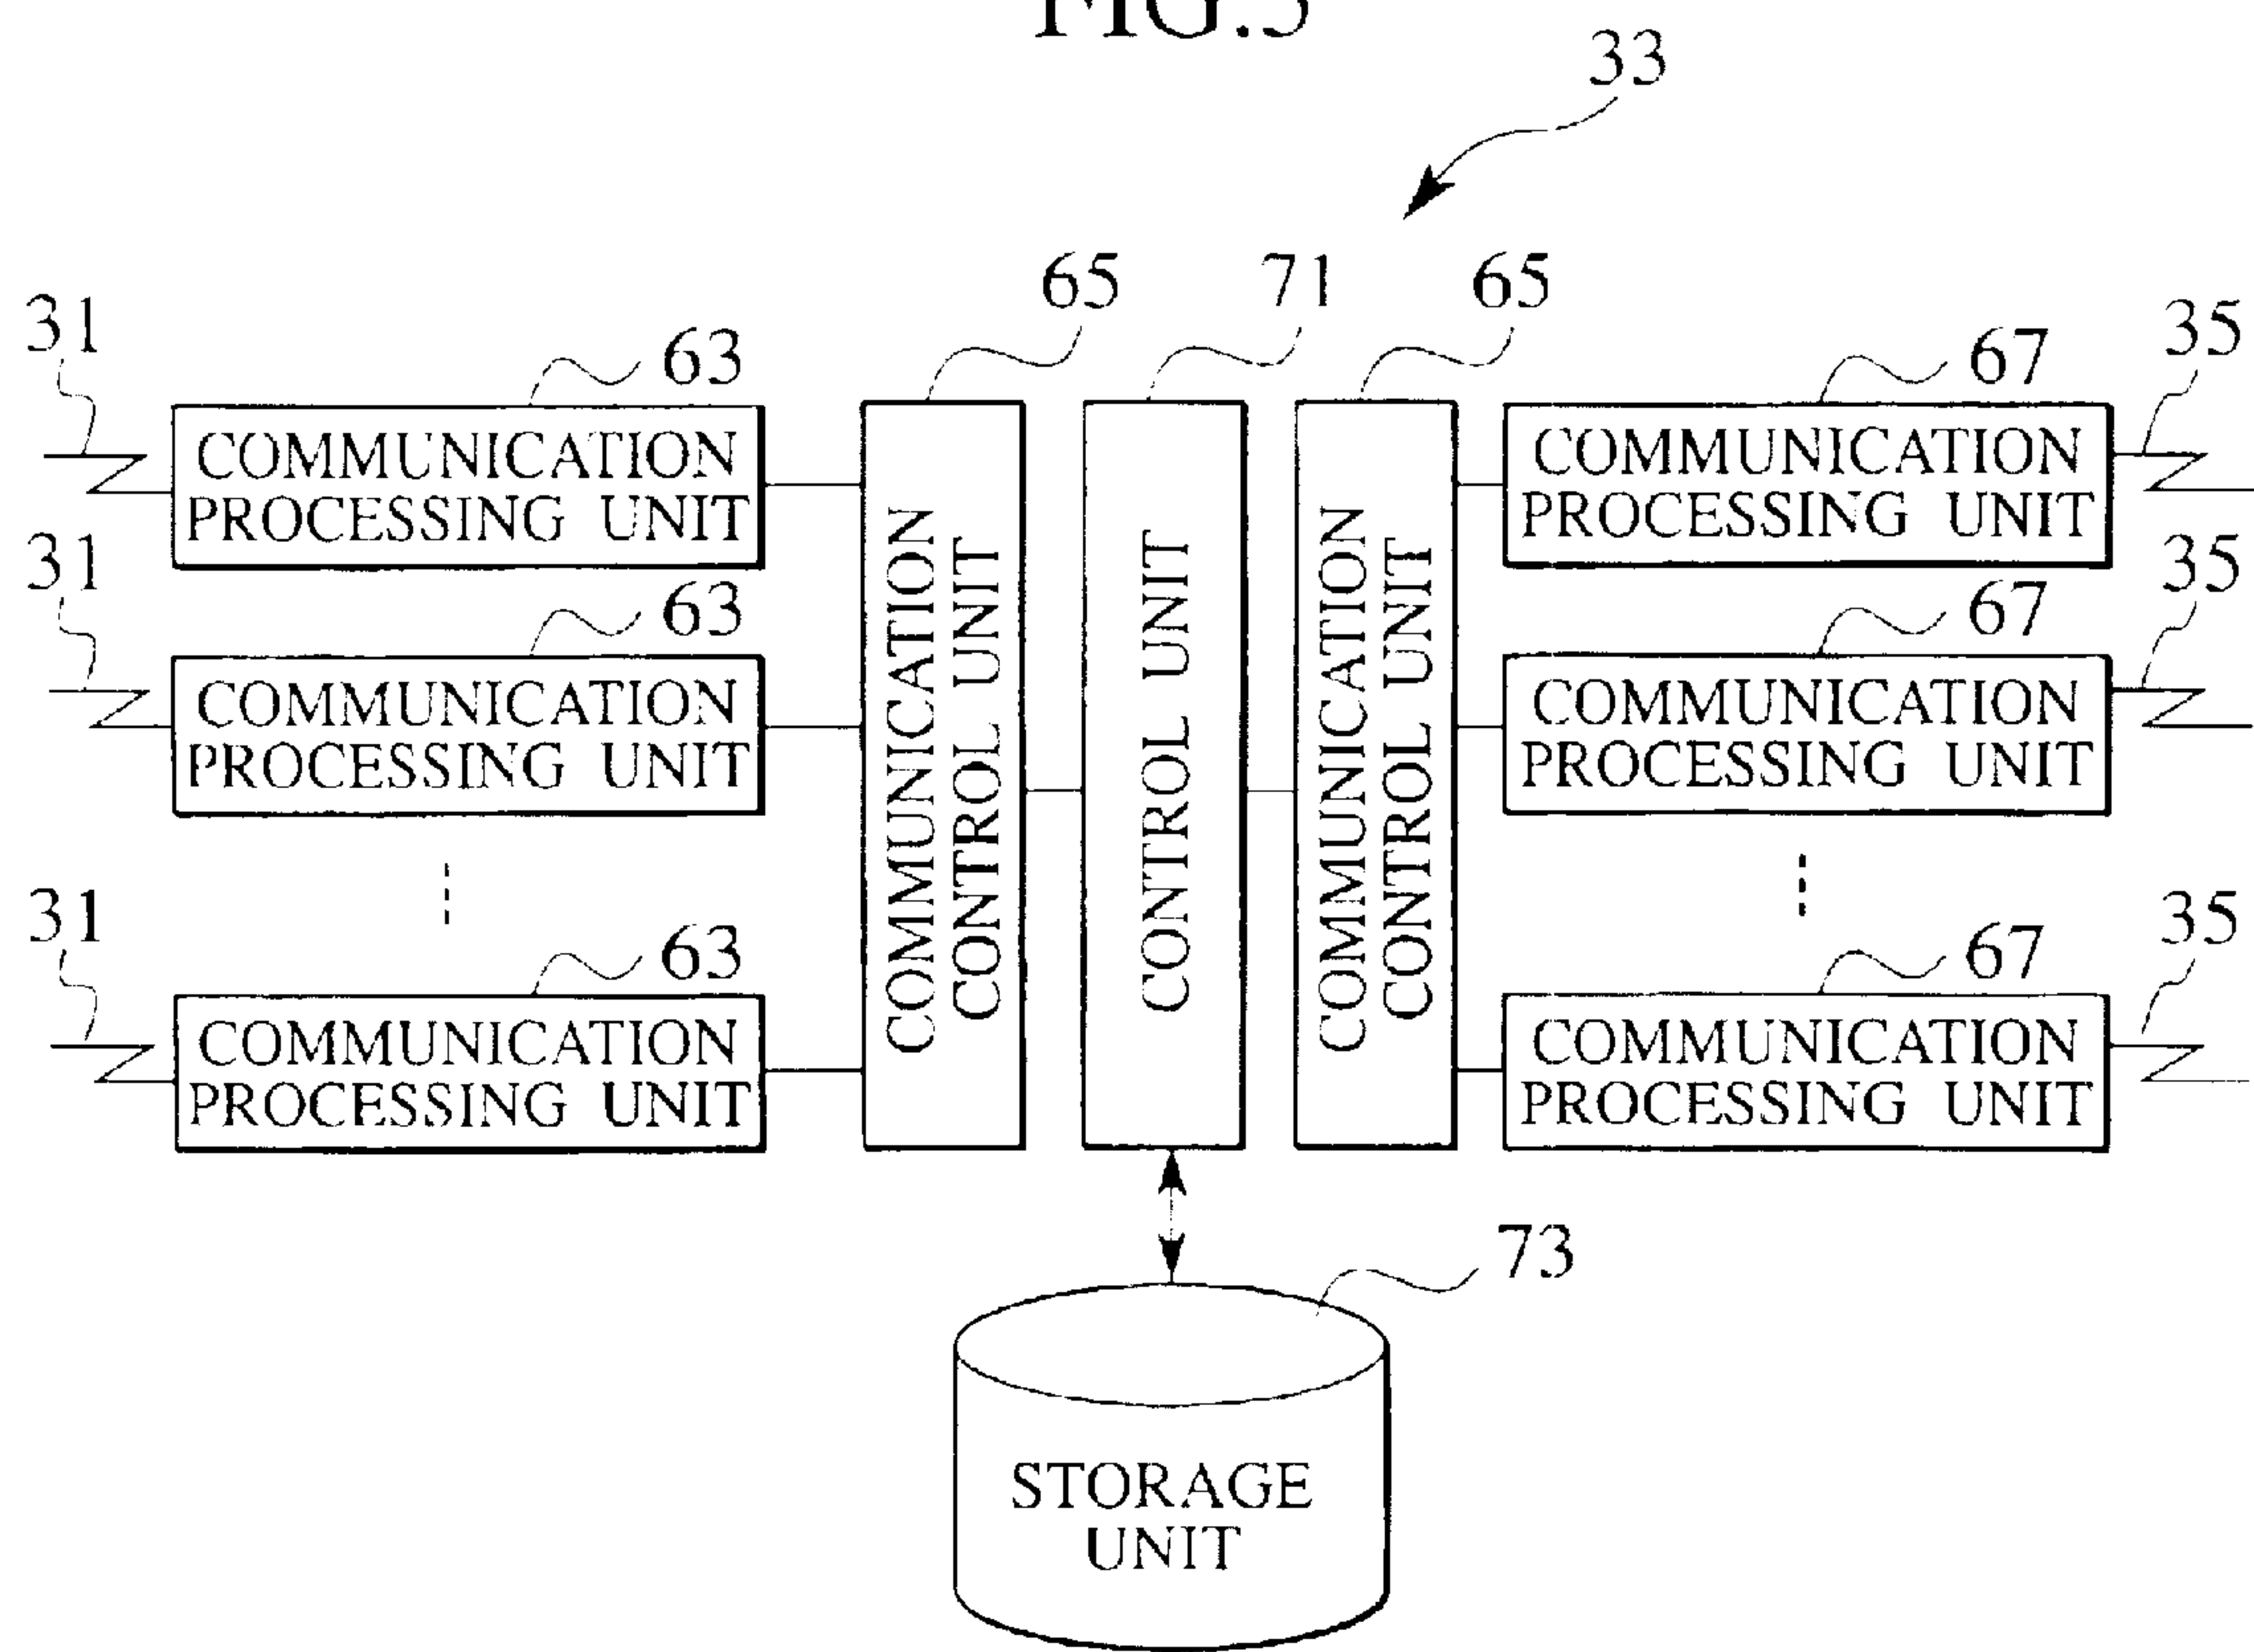 33
65
71
65
31
63
67
35
COMMUNICATION
PROCESSING UNIT
COMMUNICATION
PROCESSING UNIT
31
63
67
35
COMMUNICATION
PROCESSING UNIT
COMMUNICATION
PROCESSING UNIT
COMMUNICATION
CONTROL UNIT
CONTROL UNIT
COMMUNICATION
CONTROL UNIT
31
63
67
35
COMMUNICATION
PROCESSING UNIT
COMMUNICATION
PROCESSING UNIT
73
STORAGE
UNIT